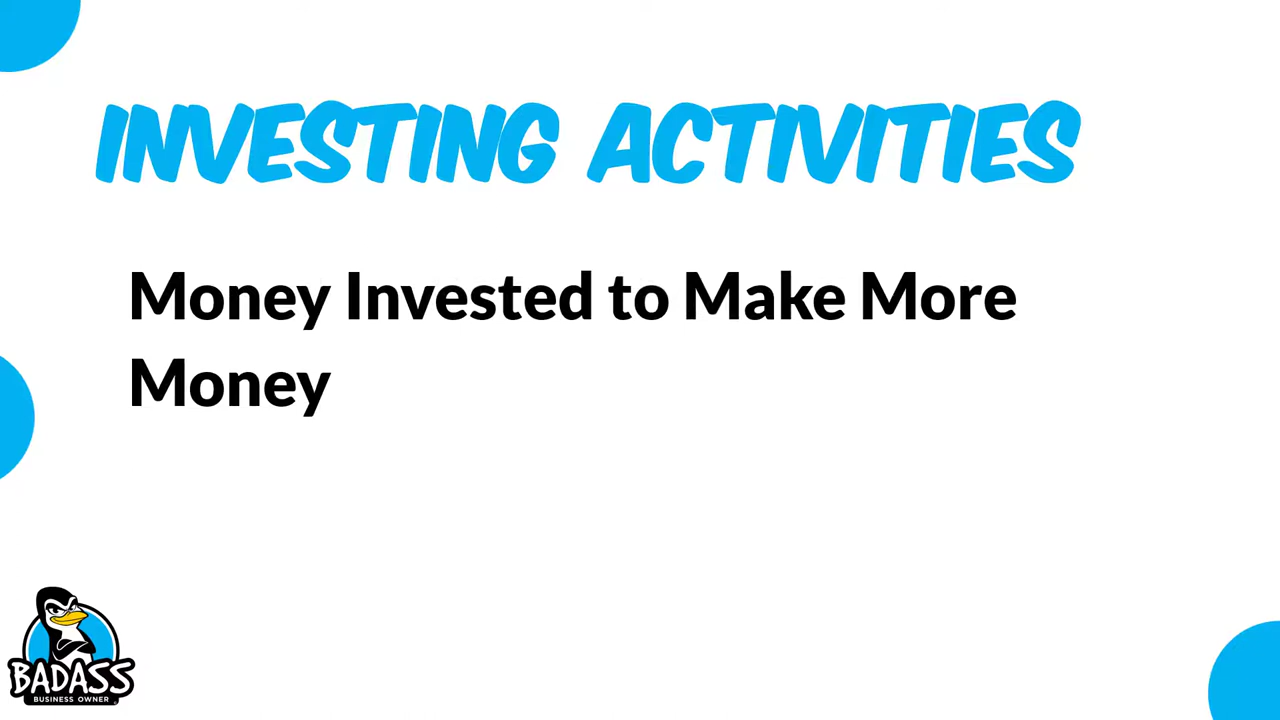 INVESTING ACTIVITIES
Money Invested to Make More
Money
BADASS
BUSINESS OWNER